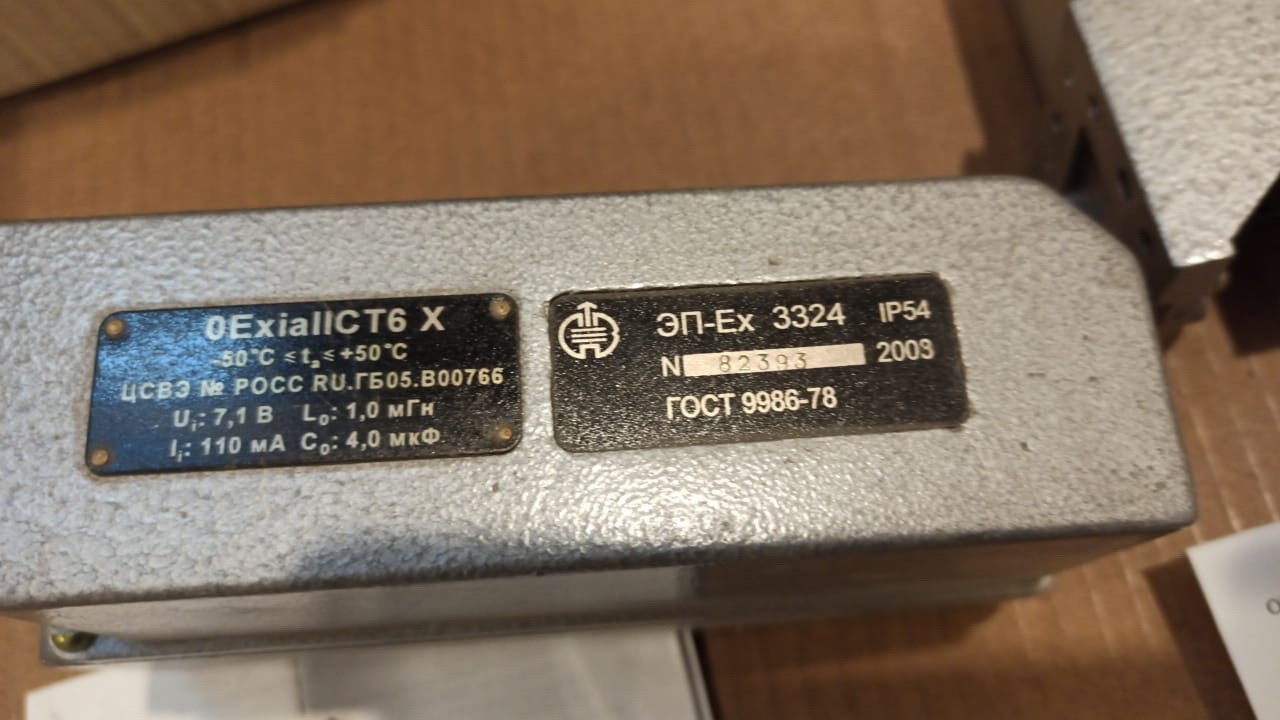 0ExiaIICT6 X
-50°C ≤ tₐ ≤ +50°C
ЦСВЭ № РОСС RU.ГБ05.В00766
Uᵢ: 7,1 В L₀: 1,0 мГн
Iᵢ: 110 мА C₀: 4,0 мкФ
ЭП-Ех 3324 IP54
N 82393 2003
ГОСТ 9986-78